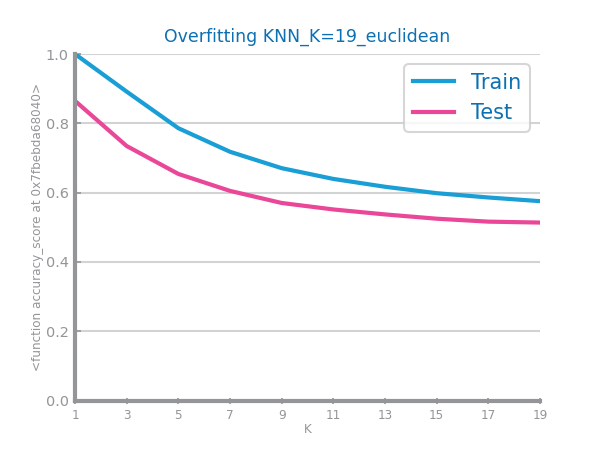 Overfitting KNN_K=19_euclidean
<function accuracy_score at 0x7fbebda68040>
1.0
0.8
0.6
0.4
0.2
0.0
Train
Test
1 3 5 7 9 11 13 15 17 19
K